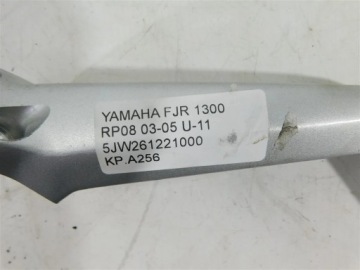 YAMAHA FJR 1300
RP08 03-05 U-11
5JW261221000
KP.A256